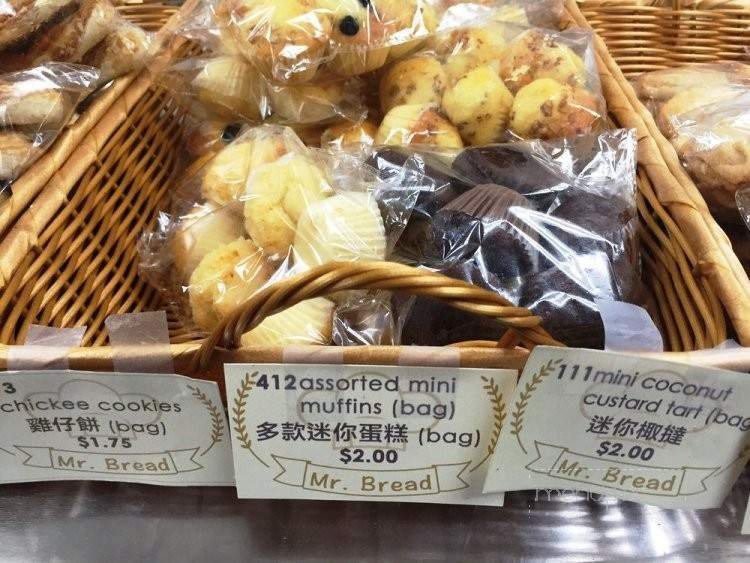 3
chickee cookies
雞仔餅 (bag)
$1.75
Mr. Bread
412 assorted mini
muffins (bag)
多款迷你蛋糕 (bag)
$2.00
Mr. Bread
111 mini coconut
custard tart (bag
迷你椰撻
$2.00
Mr. Bread